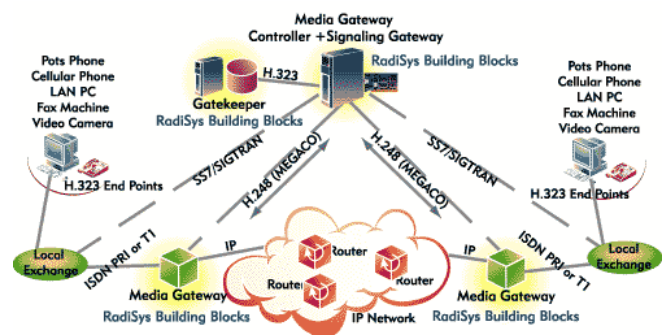 Media Gateway
Controller +Signaling Gateway
RadiSys Building Blocks
H.323
Gatekeeper
RadiSys Building Blocks
Pots Phone
Cellular Phone
LAN PC
Fax Machine
Video Camera
H.323 End Points
Pots Phone
Cellular Phone
LAN PC
Fax Machine
Video Camera
H.323 End Points
SS7/SIGTRAN
H.248 (MEGACO)
H.248 (MEGACO)
SS7/SIGTRAN
Local
Exchange
ISDN PRI or T1
IP
Router
Router
Router
IP Network
IP
ISDN PRI or T1
Local
Exchange
Media Gateway
RadiSys Building Blocks
Media Gateway
RadiSys Building Blocks